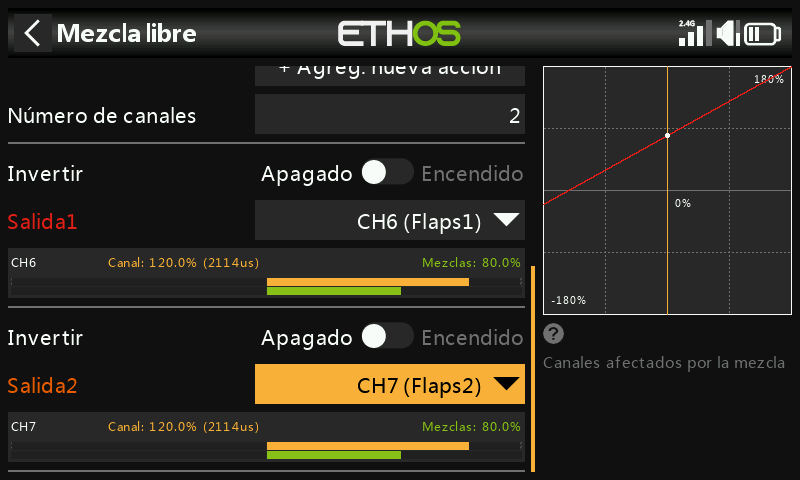 Mezcla libre
ETHOS
2.4G
+ Agreg. nueva acción
Número de canales
2
Invertir
Apagado
Encendido
Salida1
CH6 (Flaps1)
CH6
Canal: 120.0% (2114us)
Mezclas: 80.0%
Invertir
Apagado
Encendido
Salida2
CH7 (Flaps2)
CH7
Canal: 120.0% (2114us)
Mezclas: 80.0%
180%
0%
-180%
?
Canales afectados por la mezcla